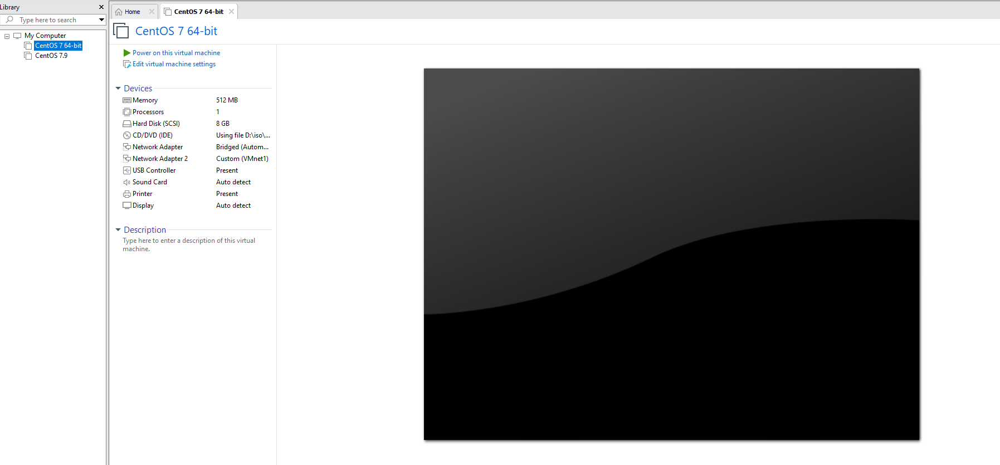 Library
Type here to search
My Computer
CentOS 7 64-bit
CentOS 7.9
Home
CentOS 7 64-bit
CentOS 7 64-bit
Power on this virtual machine
Edit virtual machine settings
Devices
Memory 512 MB
Processors 1
Hard Disk (SCSI) 8 GB
CD/DVD (IDE) Using file D:\iso\...
Network Adapter Bridged (Autom...
Network Adapter 2 Custom (VMnet1)
USB Controller Present
Sound Card Auto detect
Printer Present
Display Auto detect
Description
Type here to enter a description of this virtual
machine.